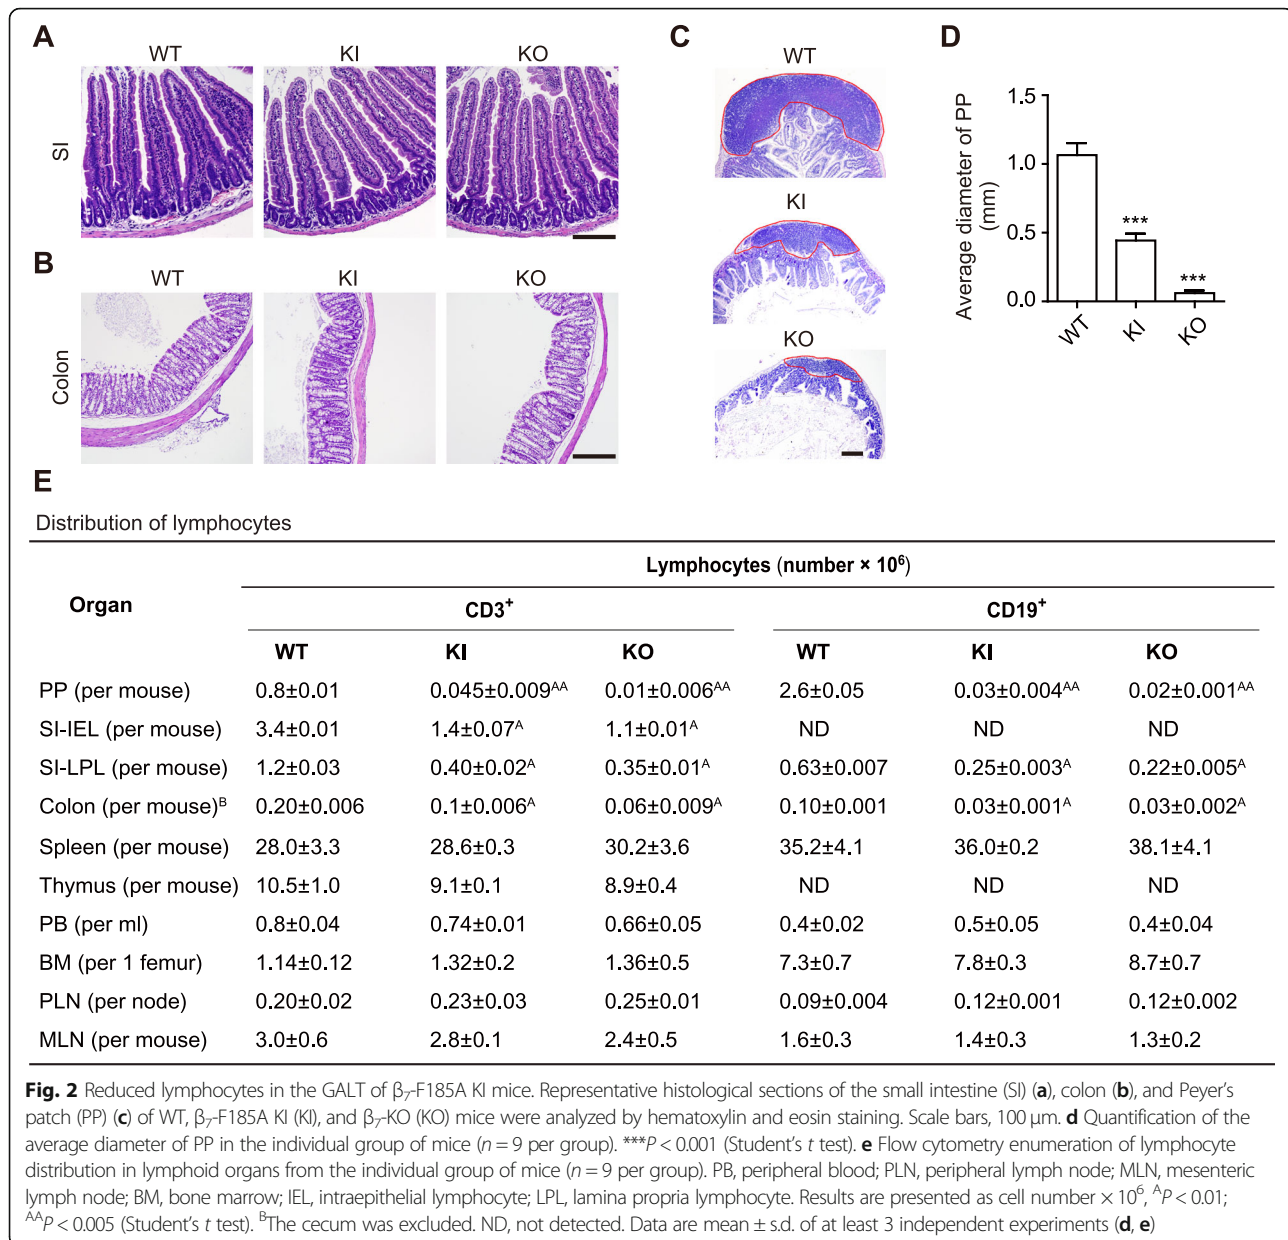 A
WT KI KO
SI
B
WT KI KO
Colon
C
WT
KI
KO
D
Average diameter of PP
(mm)
1.5
1.0
0.5
0.0
***
***
WT KI KO
E
Distribution of lymphocytes
Lymphocytes (number × 10⁶)
Organ CD3⁺ CD19⁺
WT KI KO WT KI KO
PP (per mouse) 0.8±0.01 0.045±0.009ᴬᴬ 0.01±0.006ᴬᴬ 2.6±0.05 0.03±0.004ᴬᴬ 0.02±0.001ᴬᴬ
SI-IEL (per mouse) 3.4±0.01 1.4±0.07ᴬ 1.1±0.01ᴬ ND ND ND
SI-LPL (per mouse) 1.2±0.03 0.40±0.02ᴬ 0.35±0.01ᴬ 0.63±0.007 0.25±0.003ᴬ 0.22±0.005ᴬ
Colon (per mouse)ᴮ 0.20±0.006 0.1±0.006ᴬ 0.06±0.009ᴬ 0.10±0.001 0.03±0.001ᴬ 0.03±0.002ᴬ
Spleen (per mouse) 28.0±3.3 28.6±0.3 30.2±3.6 35.2±4.1 36.0±0.2 38.1±4.1
Thymus (per mouse) 10.5±1.0 9.1±0.1 8.9±0.4 ND ND ND
PB (per ml) 0.8±0.04 0.74±0.01 0.66±0.05 0.4±0.02 0.5±0.05 0.4±0.04
BM (per 1 femur) 1.14±0.12 1.32±0.2 1.36±0.5 7.3±0.7 7.8±0.3 8.7±0.7
PLN (per node) 0.20±0.02 0.23±0.03 0.25±0.01 0.09±0.004 0.12±0.001 0.12±0.002
MLN (per mouse) 3.0±0.6 2.8±0.1 2.4±0.5 1.6±0.3 1.4±0.3 1.3±0.2
Fig. 2 Reduced lymphocytes in the GALT of β₇-F185A KI mice. Representative histological sections of the small intestine (SI) (a), colon (b), and Peyer's
patch (PP) (c) of WT, β₇-F185A KI (KI), and β₇-KO (KO) mice were analyzed by hematoxylin and eosin staining. Scale bars, 100 μm. d Quantification of the
average diameter of PP in the individual group of mice (n = 9 per group). ***P < 0.001 (Student's t test). e Flow cytometry enumeration of lymphocyte
distribution in lymphoid organs from the individual group of mice (n = 9 per group). PB, peripheral blood; PLN, peripheral lymph node; MLN, mesenteric
lymph node; BM, bone marrow; IEL, intraepithelial lymphocyte; LPL, lamina propria lymphocyte. Results are presented as cell number × 10⁶, ᴬP < 0.01;
ᴬᴬP < 0.005 (Student's t test). ᴮThe cecum was excluded. ND, not detected. Data are mean ± s.d. of at least 3 independent experiments (d, e)